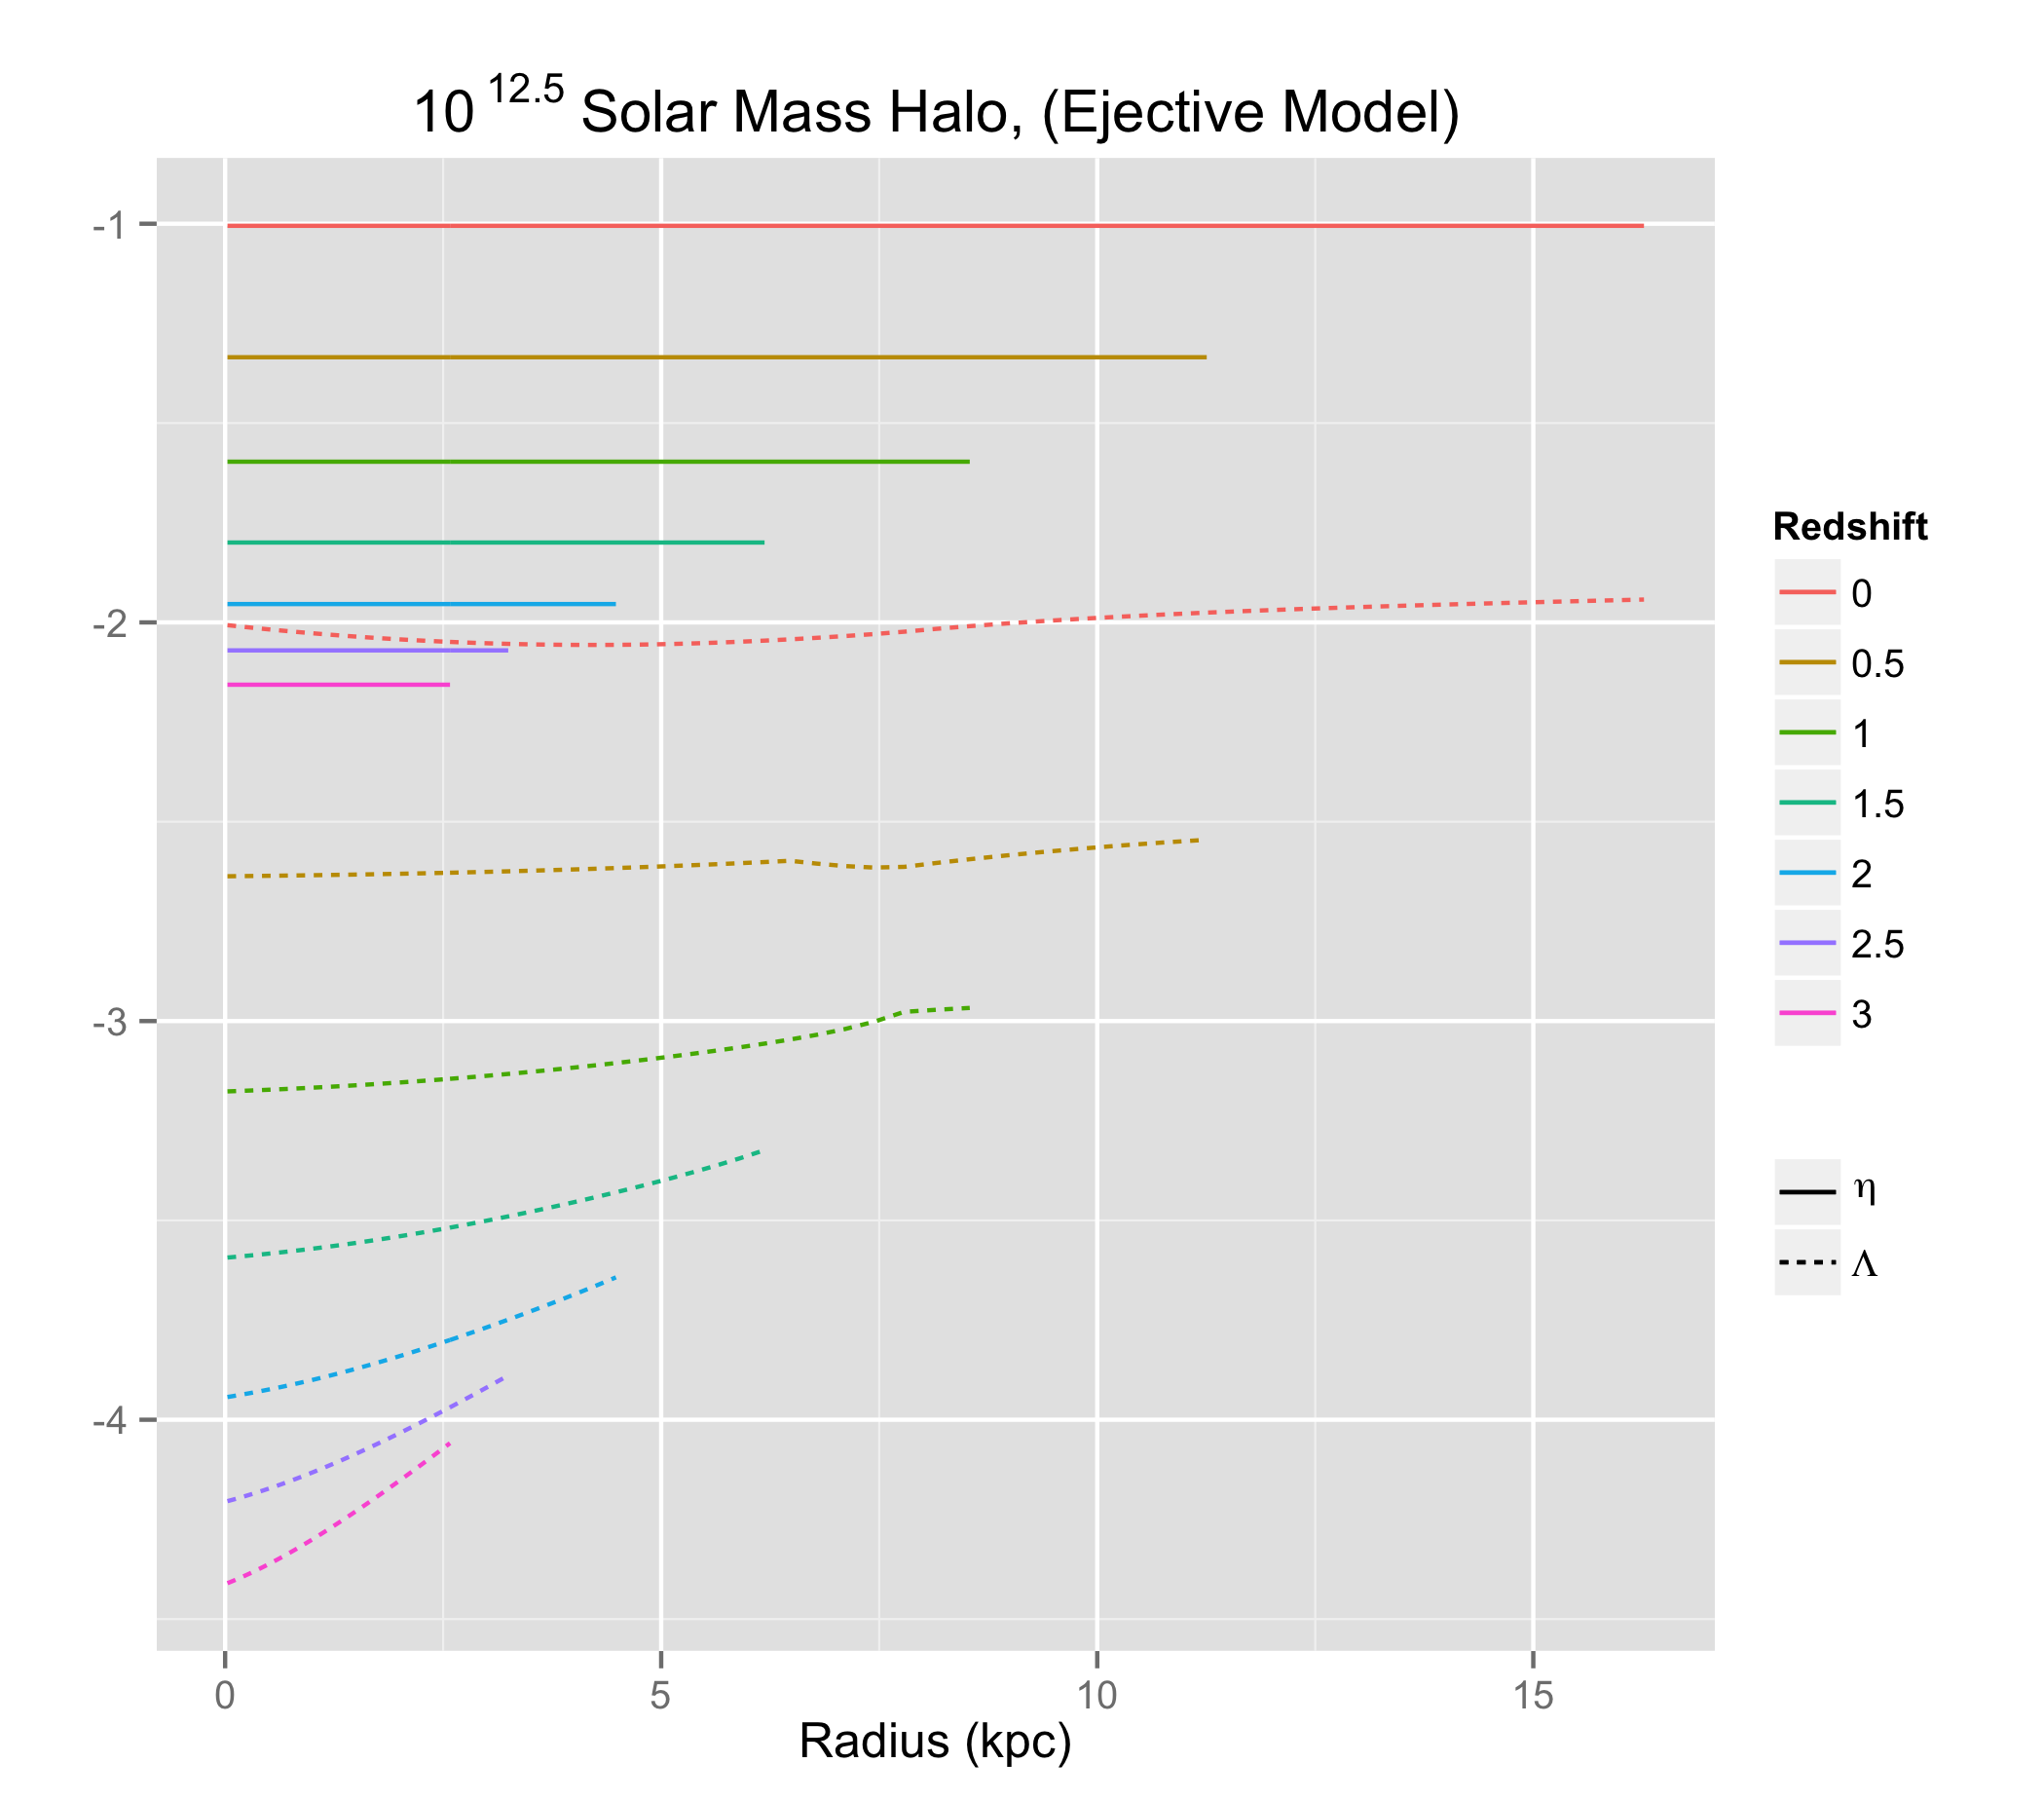 10 12.5 Solar Mass Halo, (Ejective Model)
-1
-2
-3
-4
0 5 10 15
Radius (kpc)
Redshift
0
0.5
1
1.5
2
2.5
3
η
Λ